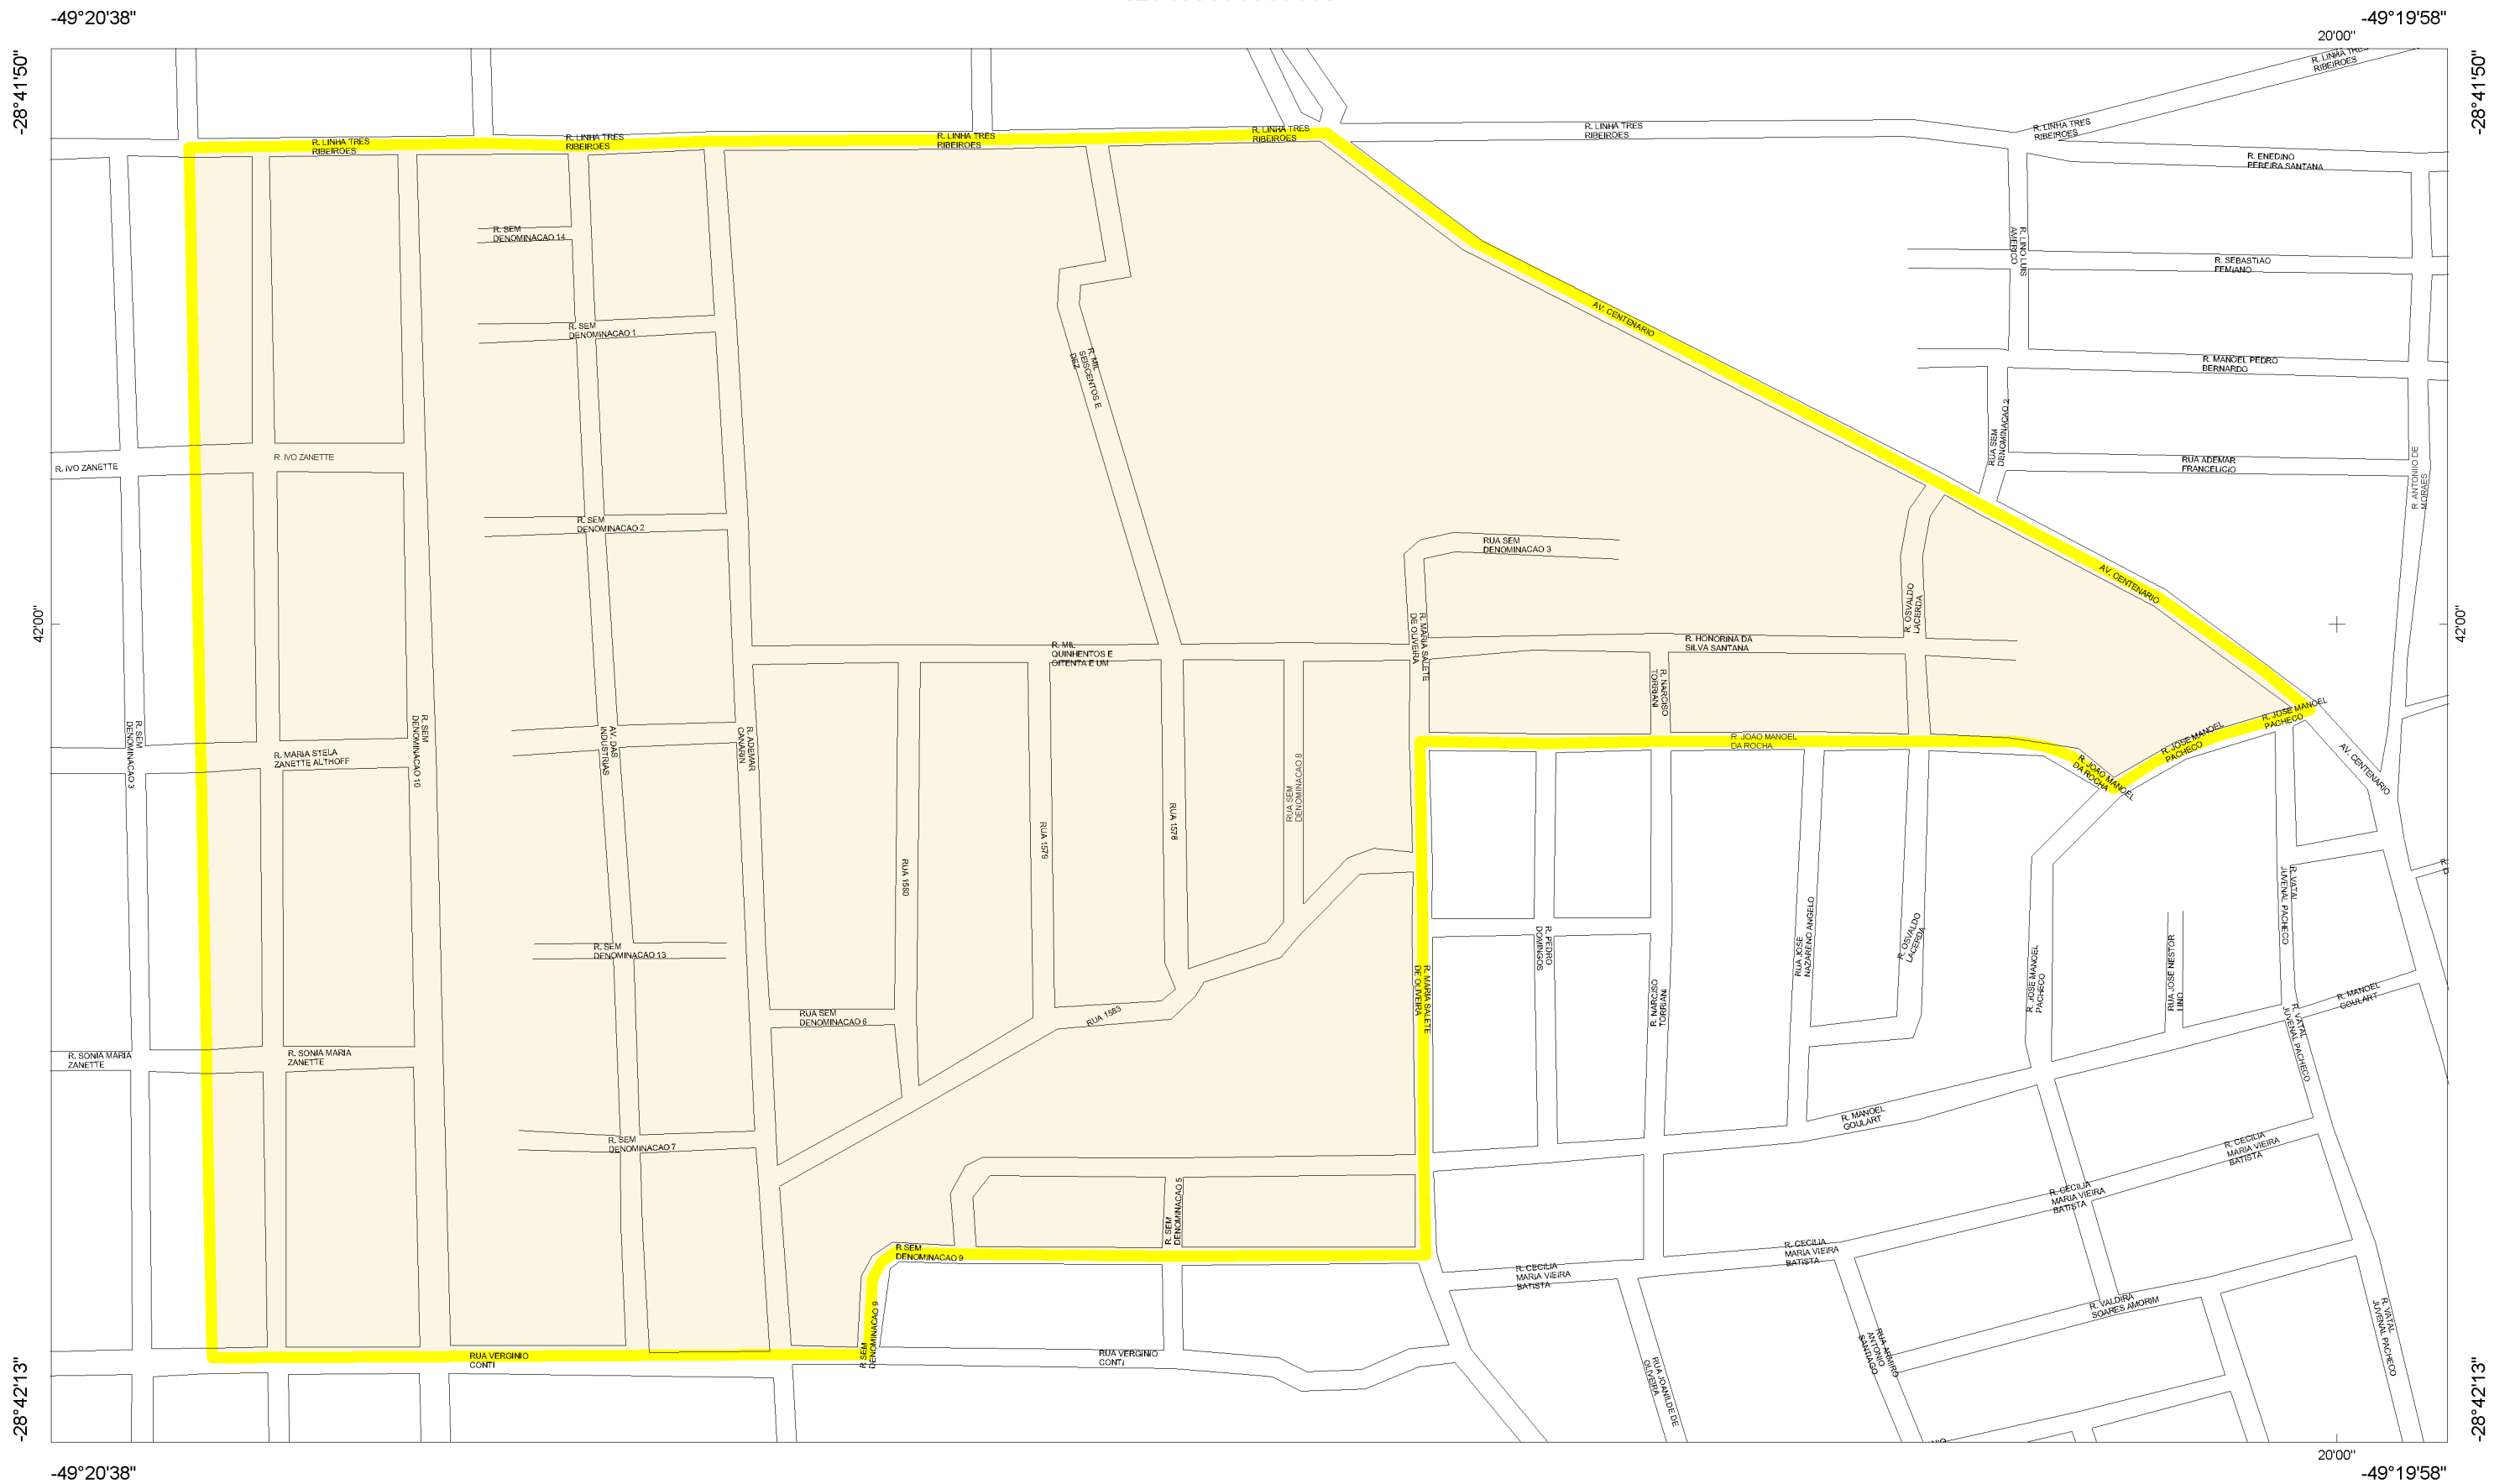 -49°20'38"
-49°19'58"
20'00"
-28°41'50"
-28°41'50"
R. LINHA TRES
RIBEIROES
R. LINHA TRES
RIBEIROES
R. LINHA TRES
RIBEIROES
R. LINHA TRES
RIBEIROES
R. LINHA TRES
RIBEIROES
R. LINHA TRES
RIBEIROES
R. LINHA TRES
RIBEIROES
R. ENEDINO
PEREIRA SANTANA
R. SEM
DENOMINACAO 14
R. LINO LUIS
AMERICO
R. SEBASTIAO
FEMIANO
AV. CENTENARIO
R. SEM
DENOMINACAO 1
R. MIL
SEISCENTOS E
DEZ
R. MANOEL PEDRO
BERNARDO
RUA SEM
DENOMINACAO 2
R. IVO ZANETTE
R. IVO ZANETTE
RUA ADEMAR
FRANCELICIO
R. ANTONIIO DE
MORAES
R. SEM
DENOMINACAO 2
RUA SEM
DENOMINACAO 3
AV. CENTENARIO
42'00"
42'00"
R. OSVALDO
LACERDA
R. MARIA SALETE
DE OLIVEIRA
R. HONORINA DA
SILVA SANTANA
R. MIL
QUINHENTOS E
OITENTA E UM
R. NARCISO
TORRIANI
R. JOSE MANOEL
PACHECO
R. JOSE MANOEL
PACHECO
R. JOAO MANOEL
DA ROCHA
R. JOAO MANOEL
DA ROCHA
AV. CENTENARIO
R. SEM
DENOMINACAO 3
R. MARIA STELA
ZANETTE ALTHOFF
R. SEM
DENOMINACAO 10
AV. DAS
INDUSTRIAS
R. ADEMAR
CANARIN
RUA SEM
DENOMINACAO 8
RUA 1578
RUA 1579
RUA 1580
R. VATAL
JUVENAL PACHECO
R. PEDRO
DOMINGOS
RUA JOSE
NAZARENO ANGELO
R. OSVALDO
LACERDA
R. SEM
DENOMINACAO 13
R. MARIA SALETE
DE OLIVEIRA
R. NARCISO
TORRIANI
R. JOSE MANOEL
PACHECO
RUA JOSE NESTOR
LINO
R. MANOEL
GOULART
RUA SEM
DENOMINACAO 6
RUA 1583
R. VATAL
JUVENAL PACHECO
R. SONIA MARIA
ZANETTE
R. SONIA MARIA
ZANETTE
R. MANOEL
GOULART
R. SEM
DENOMINACAO 7
R. CECILIA
MARIA VIEIRA
BATISTA
R. CECILIA
MARIA VIEIRA
BATISTA
R. SEM
DENOMINACAO 5
R. SEM
DENOMINACAO 9
R. CECILIA
MARIA VIEIRA
BATISTA
R. CECILIA
MARIA VIEIRA
BATISTA
R. VALDIRA
SOARES AMORIM
R. SEM
DENOMINACAO 9
RUA VERGINIO
CONTI
RUA VERGINIO
CONTI
RUA JOANILDE DE
OLIVEIRA
RUA ARMIRO
ANTONIO
SANTIAGO
R. VATAL
JUVENAL PACHECO
-28°42'13"
-28°42'13"
20'00"
-49°20'38"
-49°19'58"